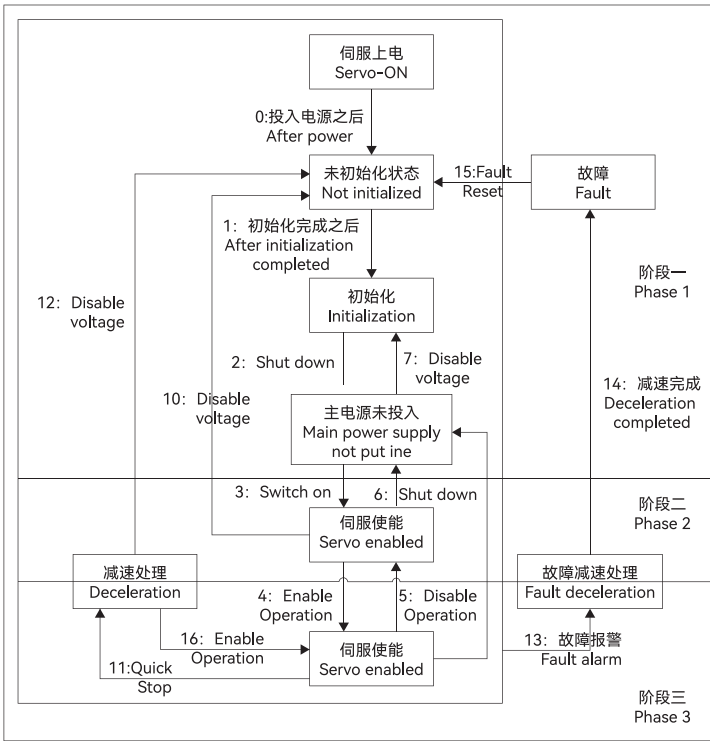 伺服上电
Servo-ON
0:投入电源之后
After power
未初始化状态
Not initialized
15:Fault
Reset
故障
Fault
1：初始化完成之后
After initialization
completed
阶段一
Phase 1
初始化
Initialization
12：Disable
voltage
2：Shut down
7：Disable
voltage
10：Disable
voltage
14：减速完成
Deceleration
completed
主电源未投入
Main power supply
not put ine
3：Switch on
6：Shut down
阶段二
Phase 2
伺服使能
Servo enabled
减速处理
Deceleration
故障减速处理
Fault deceleration
4：Enable
Operation
5：Disable
Operation
16：Enable
Operation
13：故障报警
Fault alarm
11:Quick
Stop
伺服使能
Servo enabled
阶段三
Phase 3